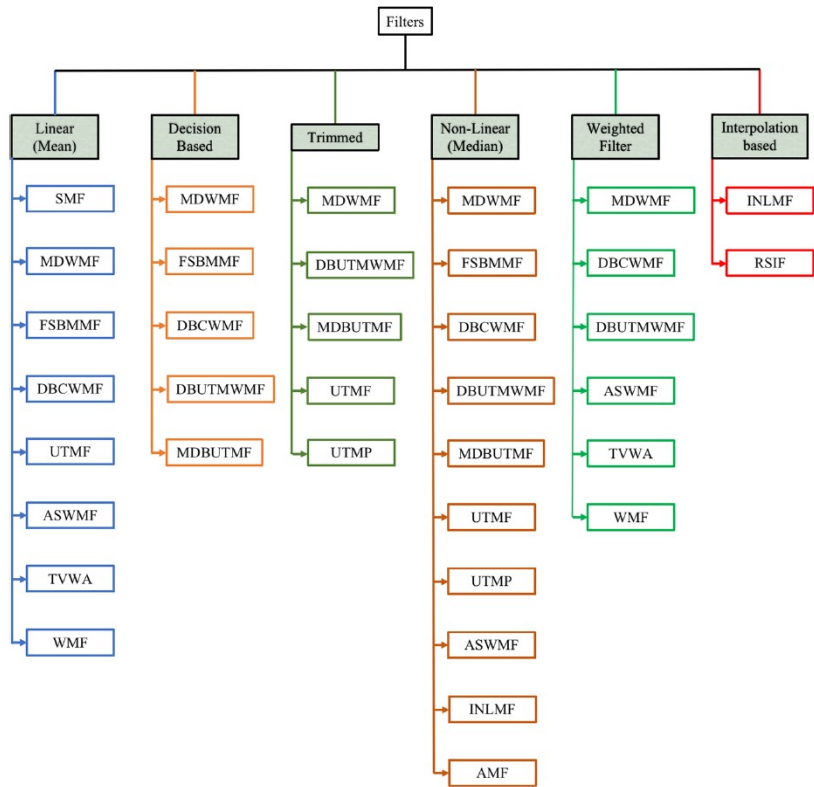 Filters
Linear
(Mean)
SMF
MDWMF
FSBMMF
DBCWMF
UTMF
ASWMF
TVWA
WMF
Decision
Based
MDWMF
FSBMMF
DBCWMF
DBUTMWMF
MDBUTMF
Trimmed
MDWMF
DBUTMWMF
MDBUTMF
UTMF
UTMP
Non-Linear
(Median)
MDWMF
FSBMMF
DBCWMF
DBUTMWMF
MDBUTMF
UTMF
UTMP
ASWMF
INLMF
AMF
Weighted
Filter
MDWMF
DBCWMF
DBUTMWMF
ASWMF
TVWA
WMF
Interpolation
based
INLMF
RSIF